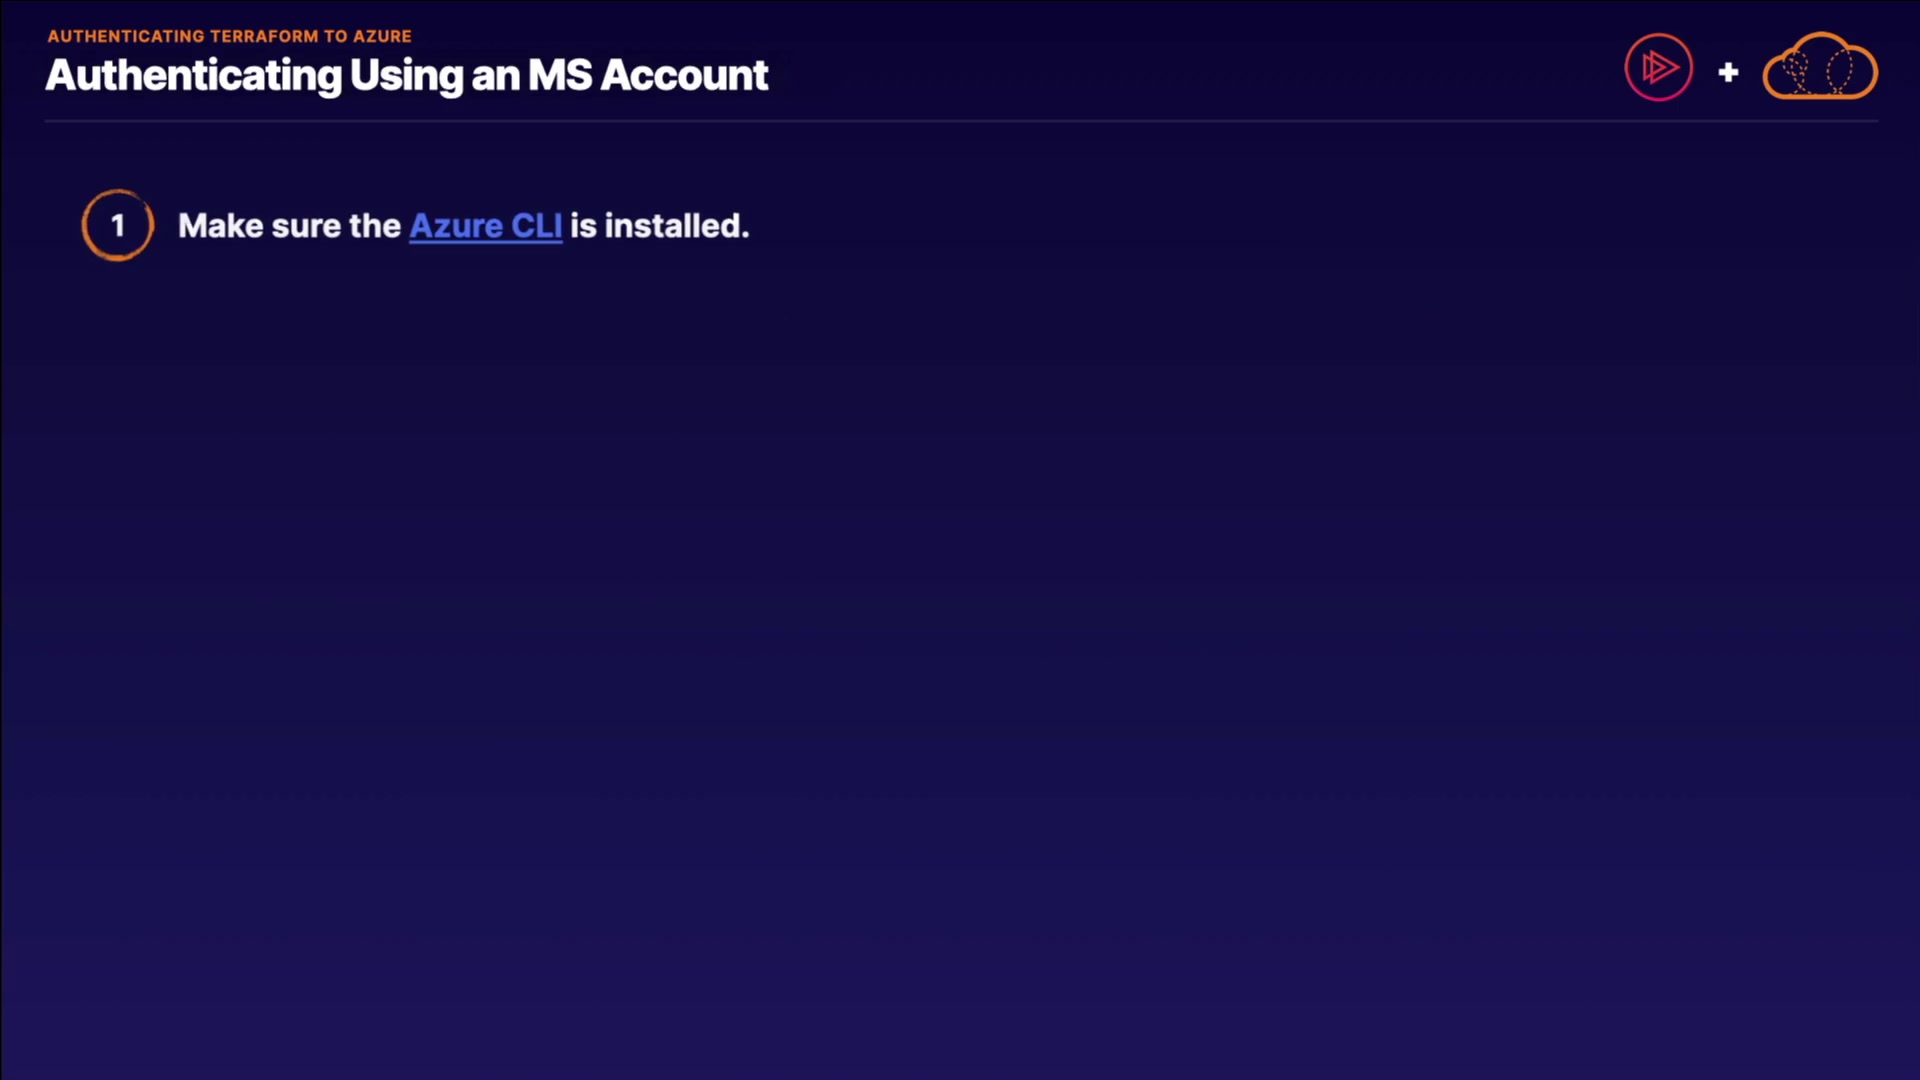 AUTHENTICATING TERRAFORM TO AZURE
Authenticating Using an MS Account
1 Make sure the Azure CLI is installed.